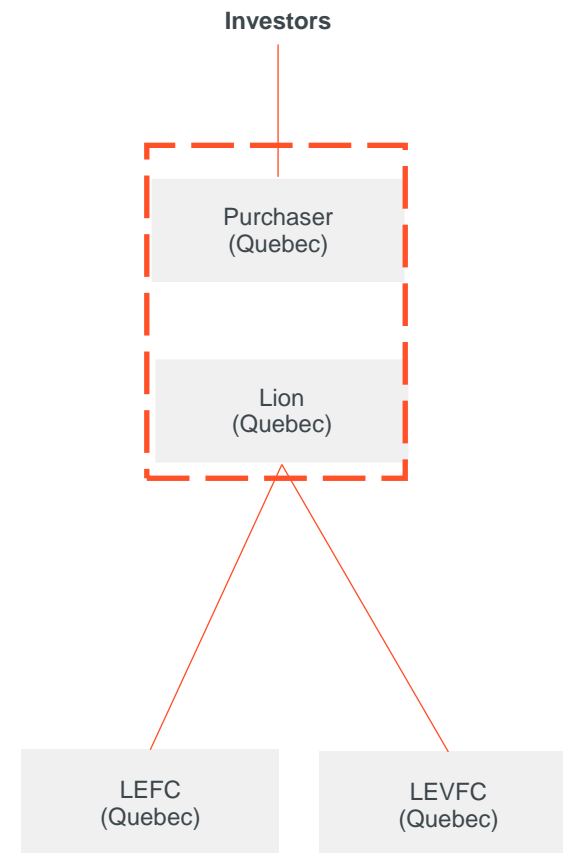 Investors
Purchaser
(Quebec)
Lion
(Quebec)
LEFC
(Quebec)
LEVFC
(Quebec)